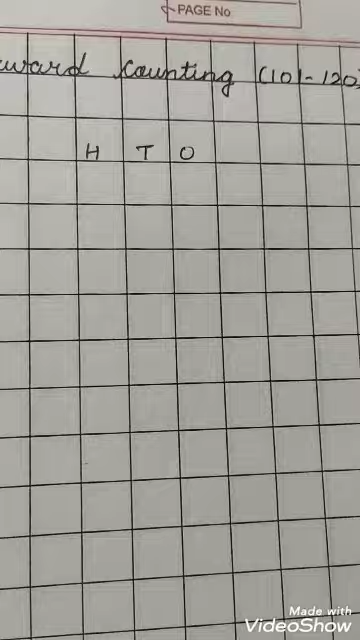 PAGE No
ward counting (101-120)
H T O
Made with
VideoShow